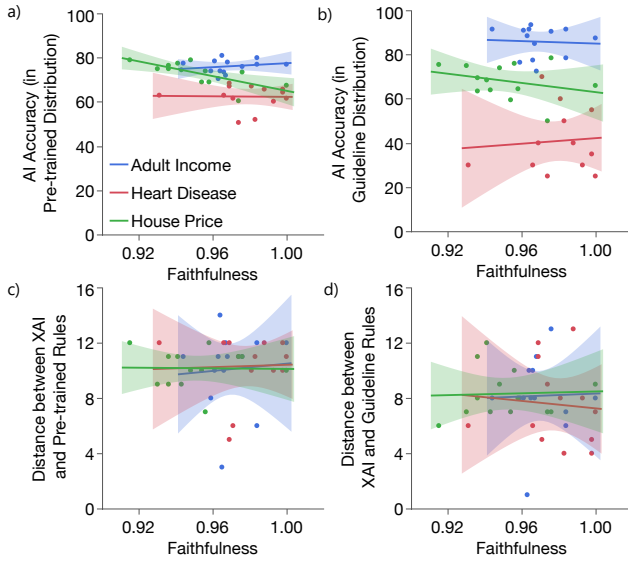 a)
AI Accuracy (in
Pre-trained Distribution)
100
80
60
40
20
0
Adult Income
Heart Disease
House Price
0.92
0.96
1.00
Faithfulness
b)
AI Accuracy (in
Guideline Distribution)
100
80
60
40
20
0
0.92
0.96
1.00
Faithfulness
c)
Distance between XAI
and Pre-trained Rules
16
12
8
4
0
0.92
0.96
1.00
Faithfulness
d)
Distance between
XAI and Guideline Rules
16
12
8
4
0
0.92
0.96
1.00
Faithfulness